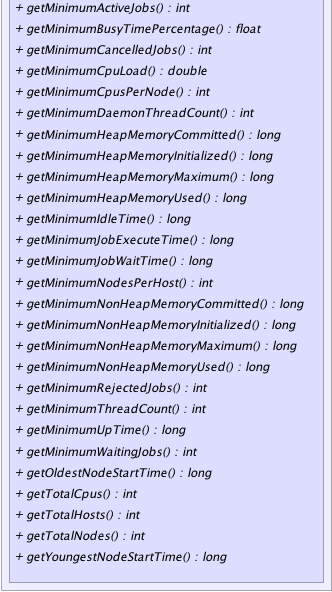 + getMinimumActiveJobs() : int
+ getMinimumBusyTimePercentage() : float
+ getMinimumCancelledJobs() : int
+ getMinimumCpuLoad() : double
+ getMinimumCpusPerNode() : int
+ getMinimumDaemonThreadCount() : int
+ getMinimumHeapMemoryCommitted() : long
+ getMinimumHeapMemoryInitialized() : long
+ getMinimumHeapMemoryMaximum() : long
+ getMinimumHeapMemoryUsed() : long
+ getMinimumIdleTime() : long
+ getMinimumJobExecuteTime() : long
+ getMinimumJobWaitTime() : long
+ getMinimumNodesPerHost() : int
+ getMinimumNonHeapMemoryCommitted() : long
+ getMinimumNonHeapMemoryInitialized() : long
+ getMinimumNonHeapMemoryMaximum() : long
+ getMinimumNonHeapMemoryUsed() : long
+ getMinimumRejectedJobs() : int
+ getMinimumThreadCount() : int
+ getMinimumUpTime() : long
+ getMinimumWaitingJobs() : int
+ getOldestNodeStartTime() : long
+ getTotalCpus() : int
+ getTotalHosts() : int
+ getTotalNodes() : int
+ getYoungestNodeStartTime() : long